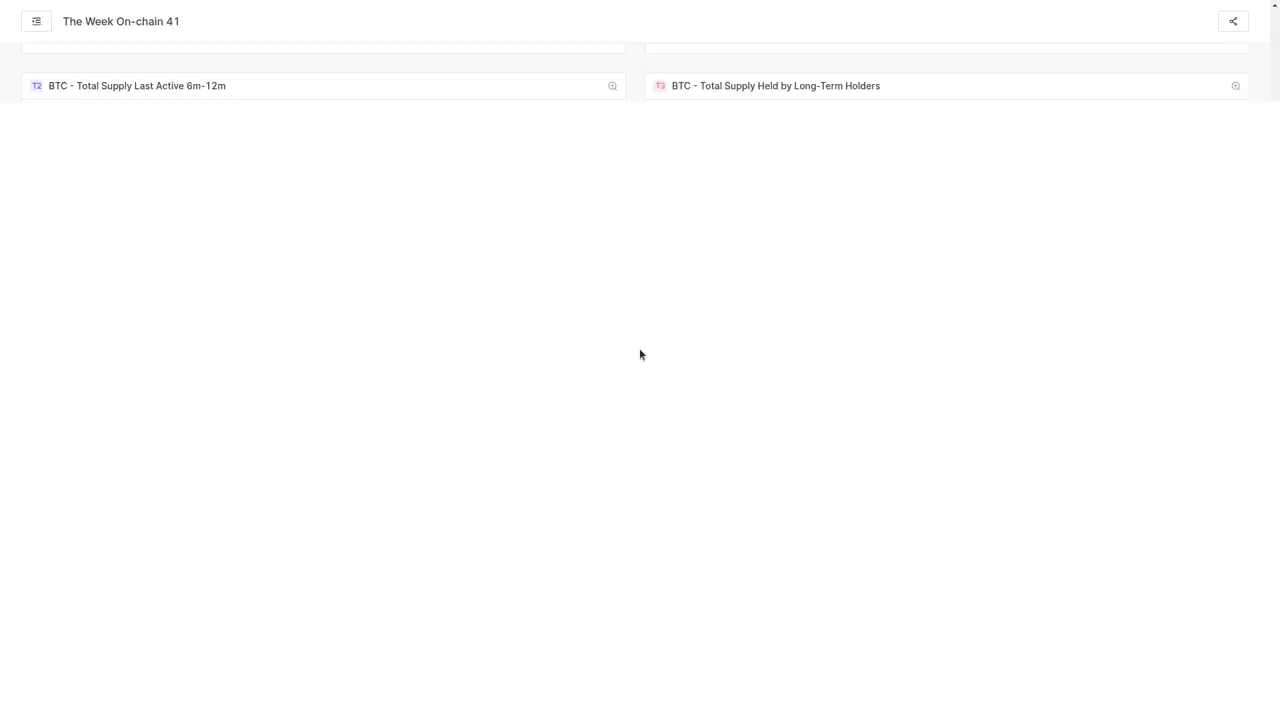 The Week On-chain 41
T2 BTC - Total Supply Last Active 6m-12m
T3 BTC - Total Supply Held by Long-Term Holders